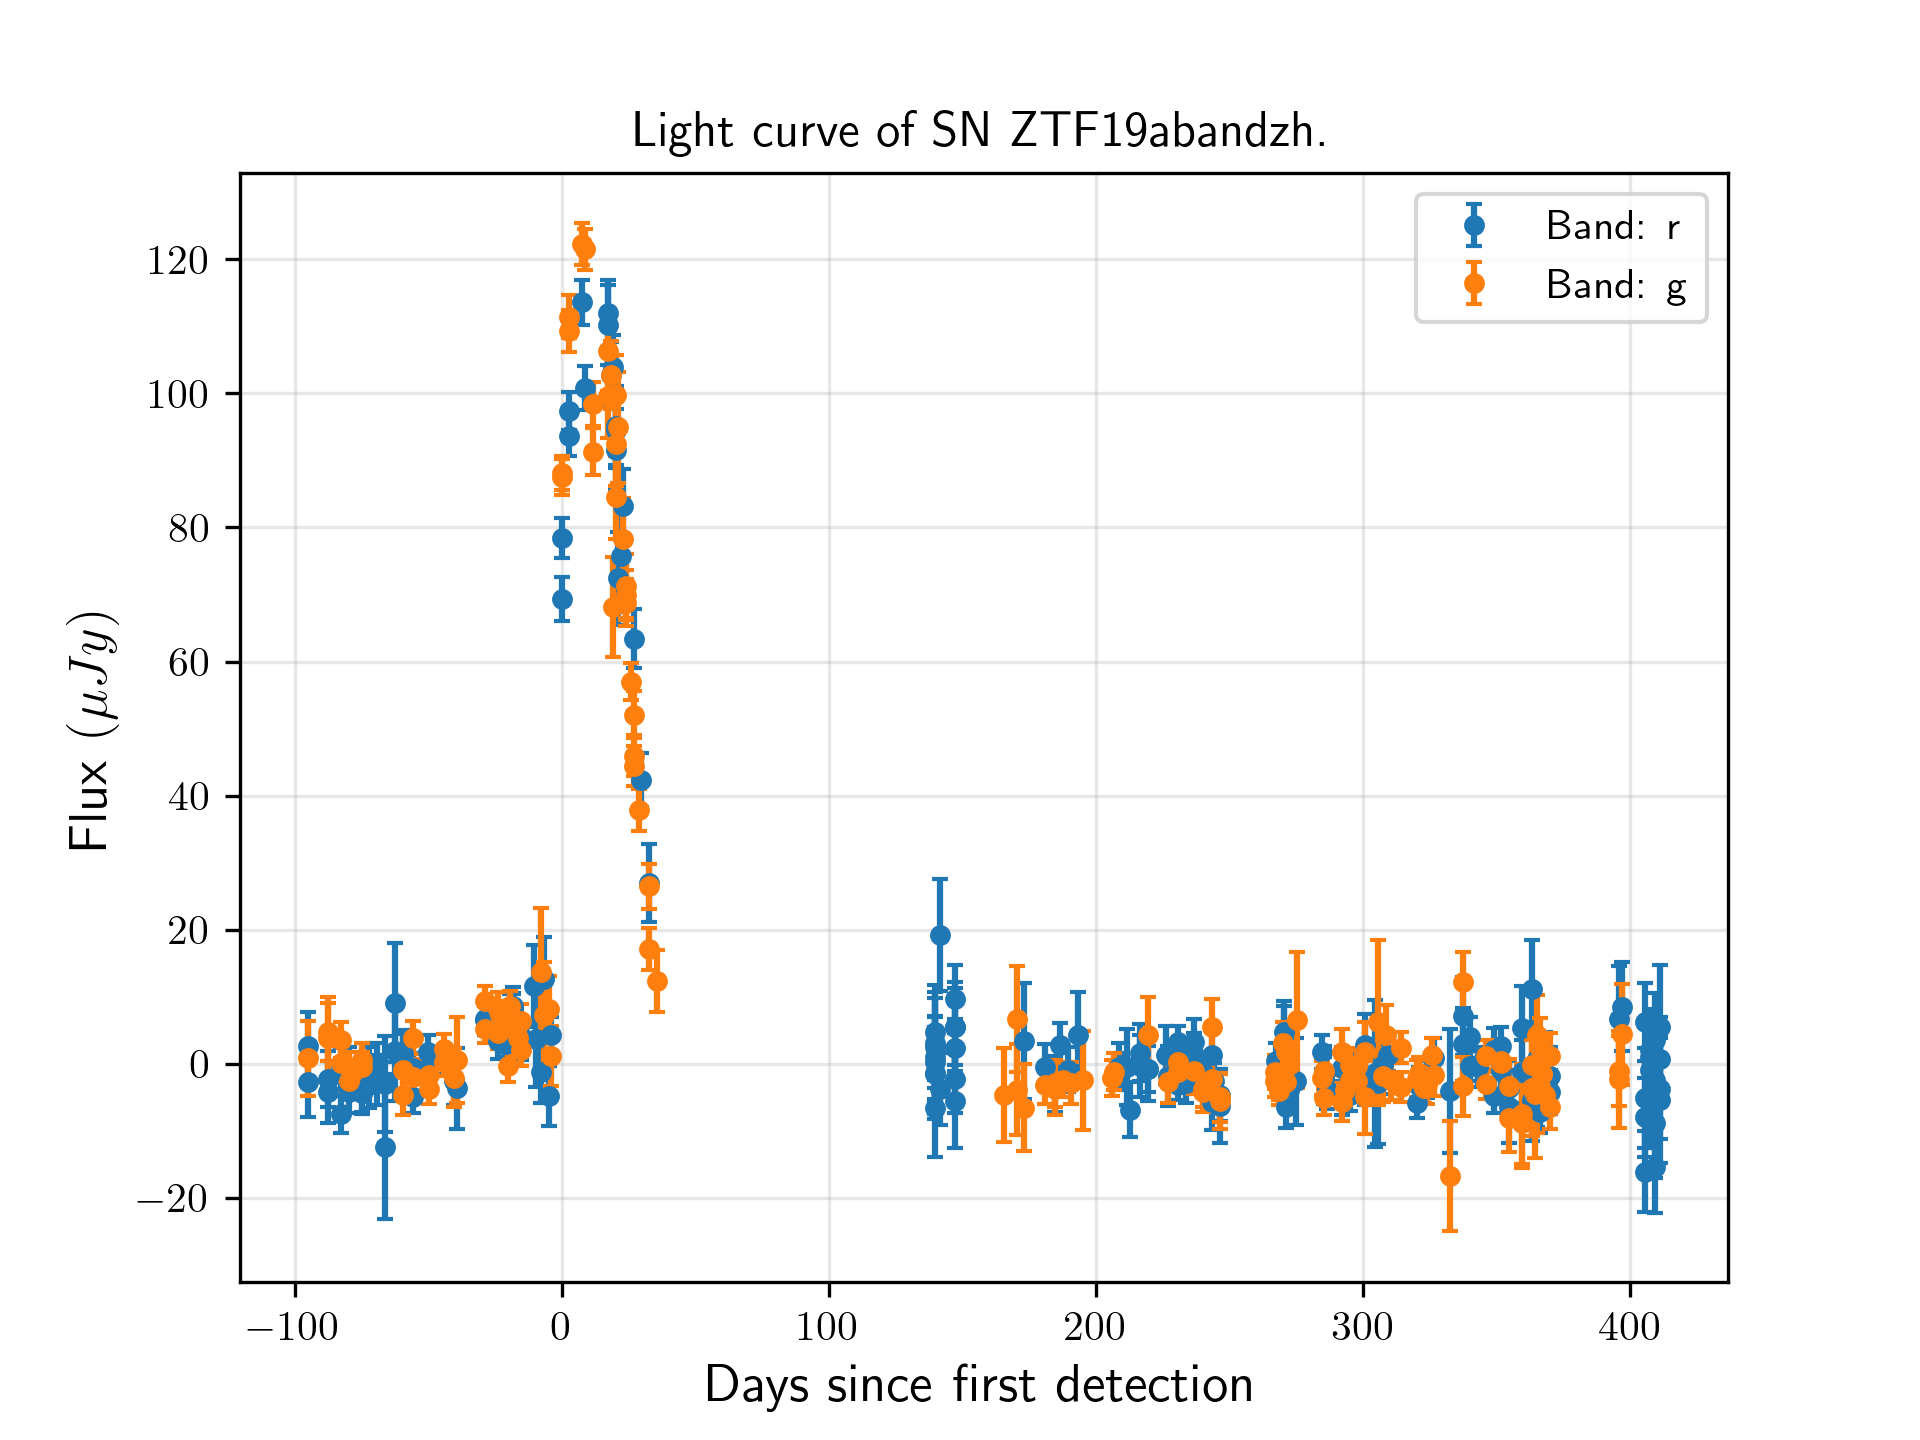 Light curve of SN ZTF19abandzh.
Band: r
Band: g
120
100
80
60
40
20
0
−20
Flux (μJy)
−100 0 100 200 300 400
Days since first detection